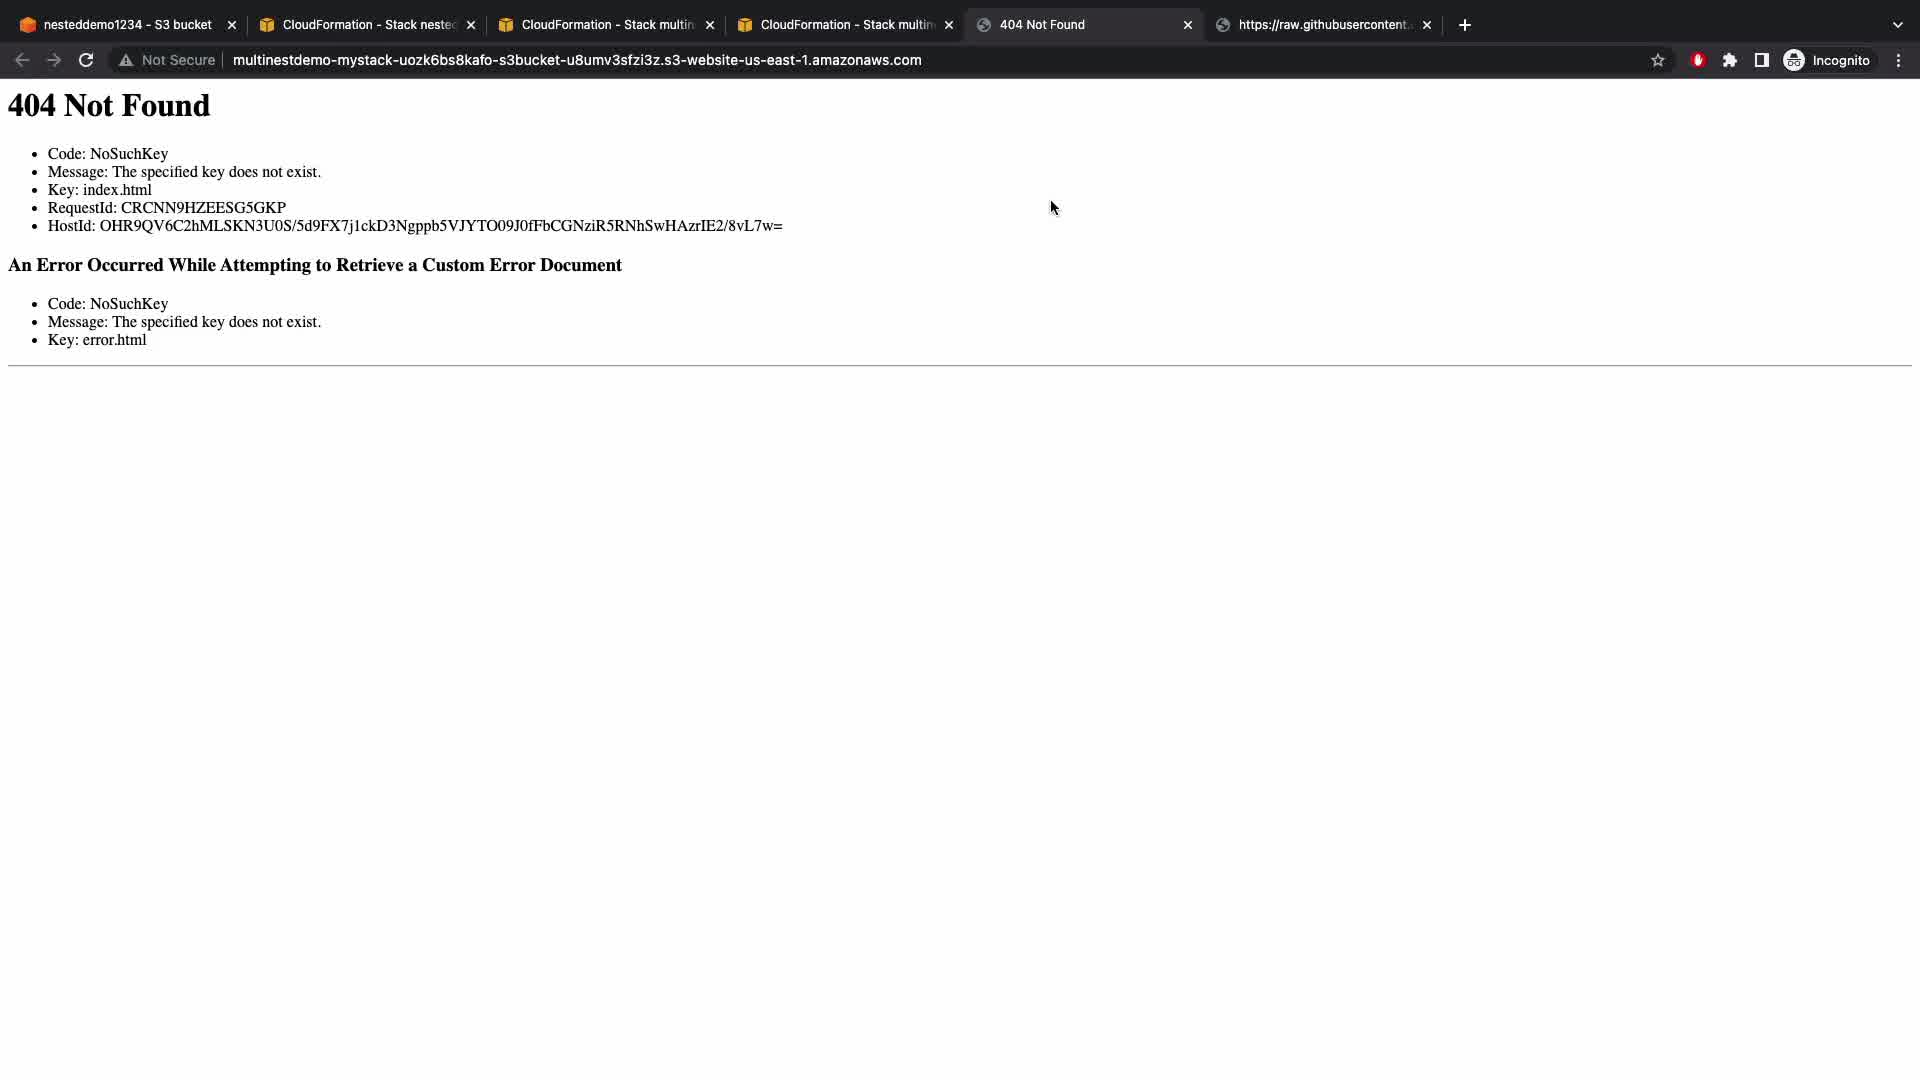 nesteddemo1234 - S3 bucket
CloudFormation - Stack nested
CloudFormation - Stack multin
CloudFormation - Stack multin
404 Not Found
https://raw.githubusercontent.
Not Secure
multinestdemo-mystack-uozk6bs8kafo-s3bucket-u8umv3sfzi3z.s3-website-us-east-1.amazonaws.com
Incognito
404 Not Found
• Code: NoSuchKey
• Message: The specified key does not exist.
• Key: index.html
• RequestId: CRCNN9HZEESG5GKP
• HostId: OHR9QV6C2hMLSKN3U0S/5d9FX7j1ckD3Ngppb5VJYTO09J0fFbCGNziR5RNhSwHAzrIE2/8vL7w=
An Error Occurred While Attempting to Retrieve a Custom Error Document
• Code: NoSuchKey
• Message: The specified key does not exist.
• Key: error.html